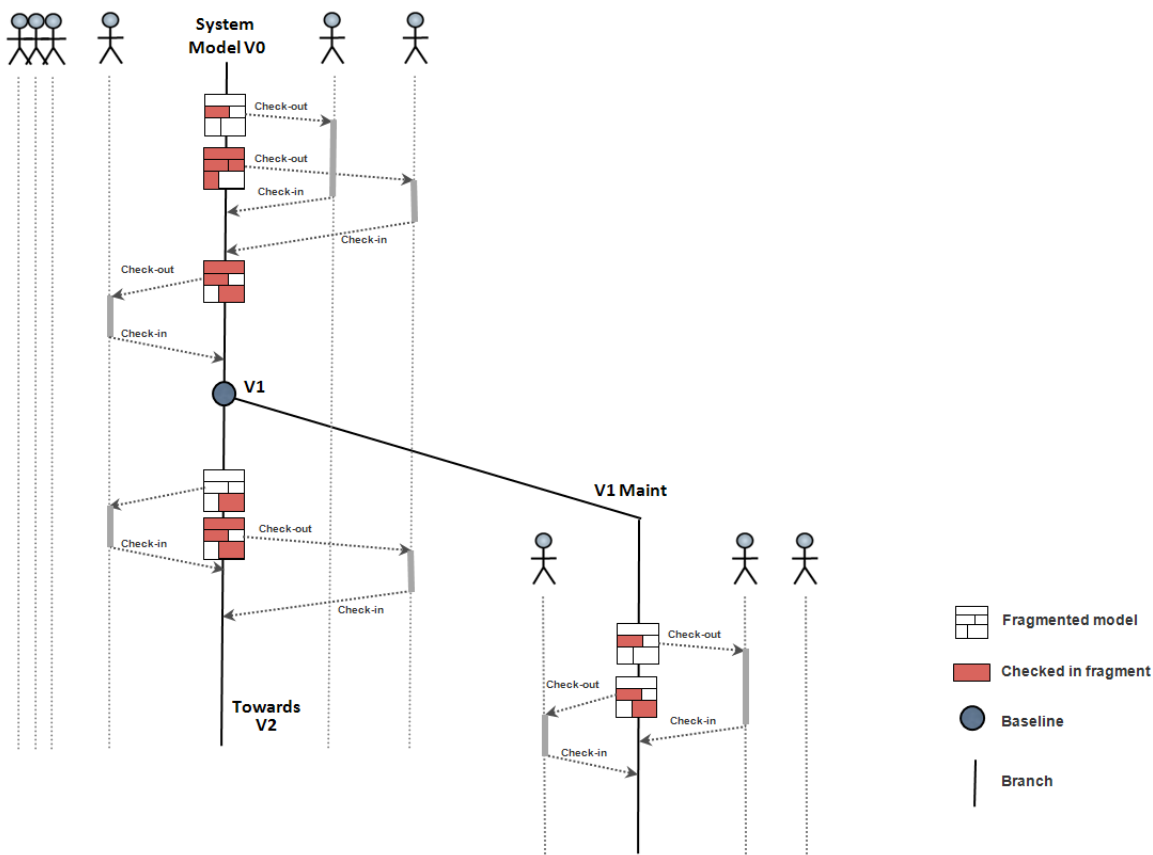 System
Model V0
Check-out
Check-out
Check-in
Check-in
Check-out
Check-in
V1
V1 Maint
Check-out
Check-in
Check-in
Check-out
Check-out
Check-in
Check-in
Towards
V2
Fragmented model
Checked in fragment
Baseline
Branch